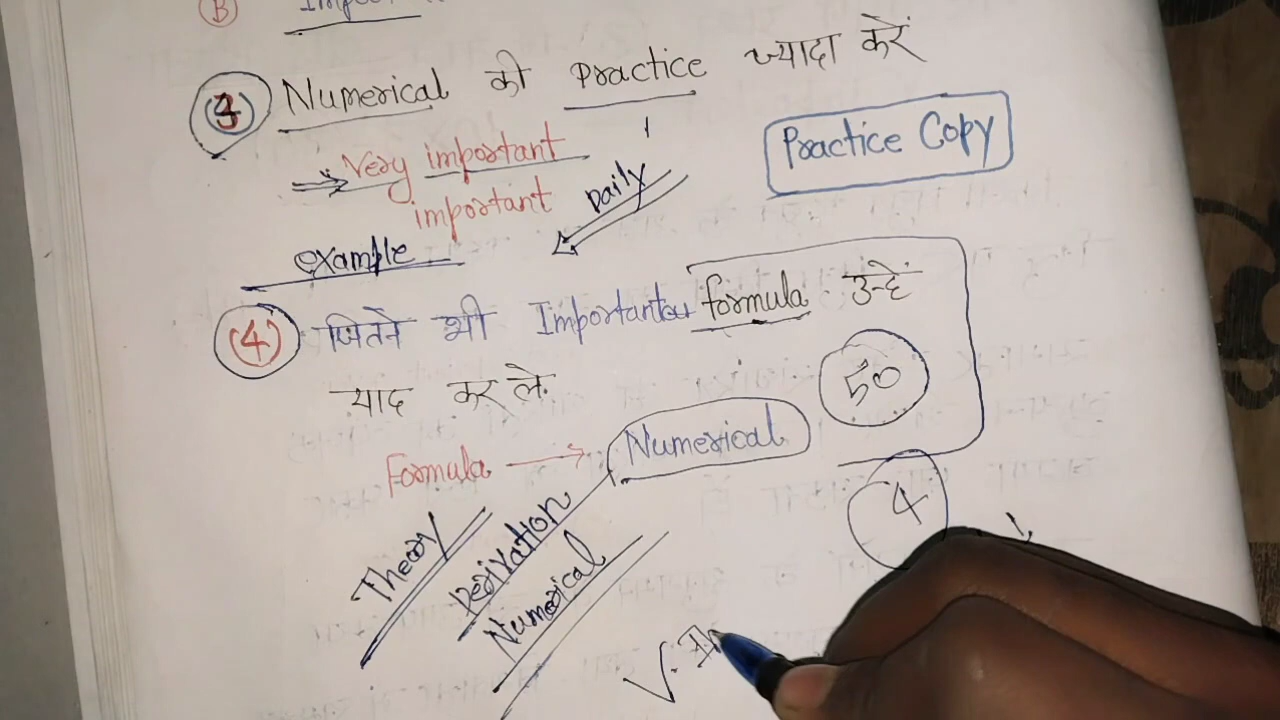 (B)
(3) Numerical की Practice ज्यादा करें
⇒ Very important
important
Daily
Practice Copy
example
(4) जितने भी Important formula उन्हें
याद कर ले
50
Formula → Numerical
4
Theory
Derivation
Numerical